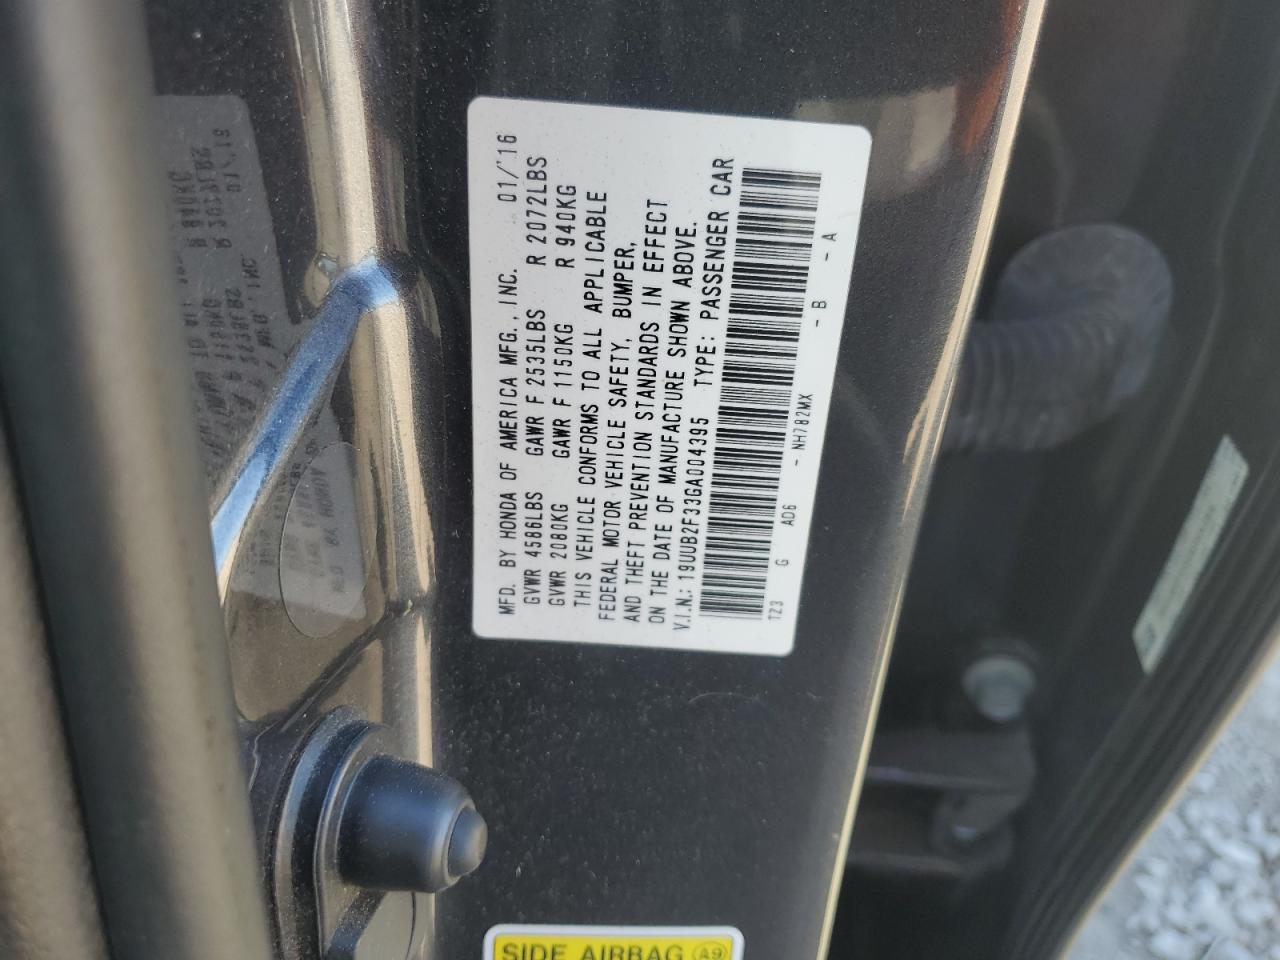 MFD. BY HONDA OF AMERICA MFG., INC. 01/'16
GVWR 4586LBS GAWR F 2535LBS R 2072LBS
GVWR 2080KG GAWR F 1150KG R 940KG
THIS VEHICLE CONFORMS TO ALL APPLICABLE
FEDERAL MOTOR VEHICLE SAFETY, BUMPER,
AND THEFT PREVENTION STANDARDS IN EFFECT
ON THE DATE OF MANUFACTURE SHOWN ABOVE.
V.I.N.: 19UUB2F33GA004395 TYPE: PASSENGER CAR
TZ3 G AD6 - NH782MX - B - A
SIDE AIRBAG A9